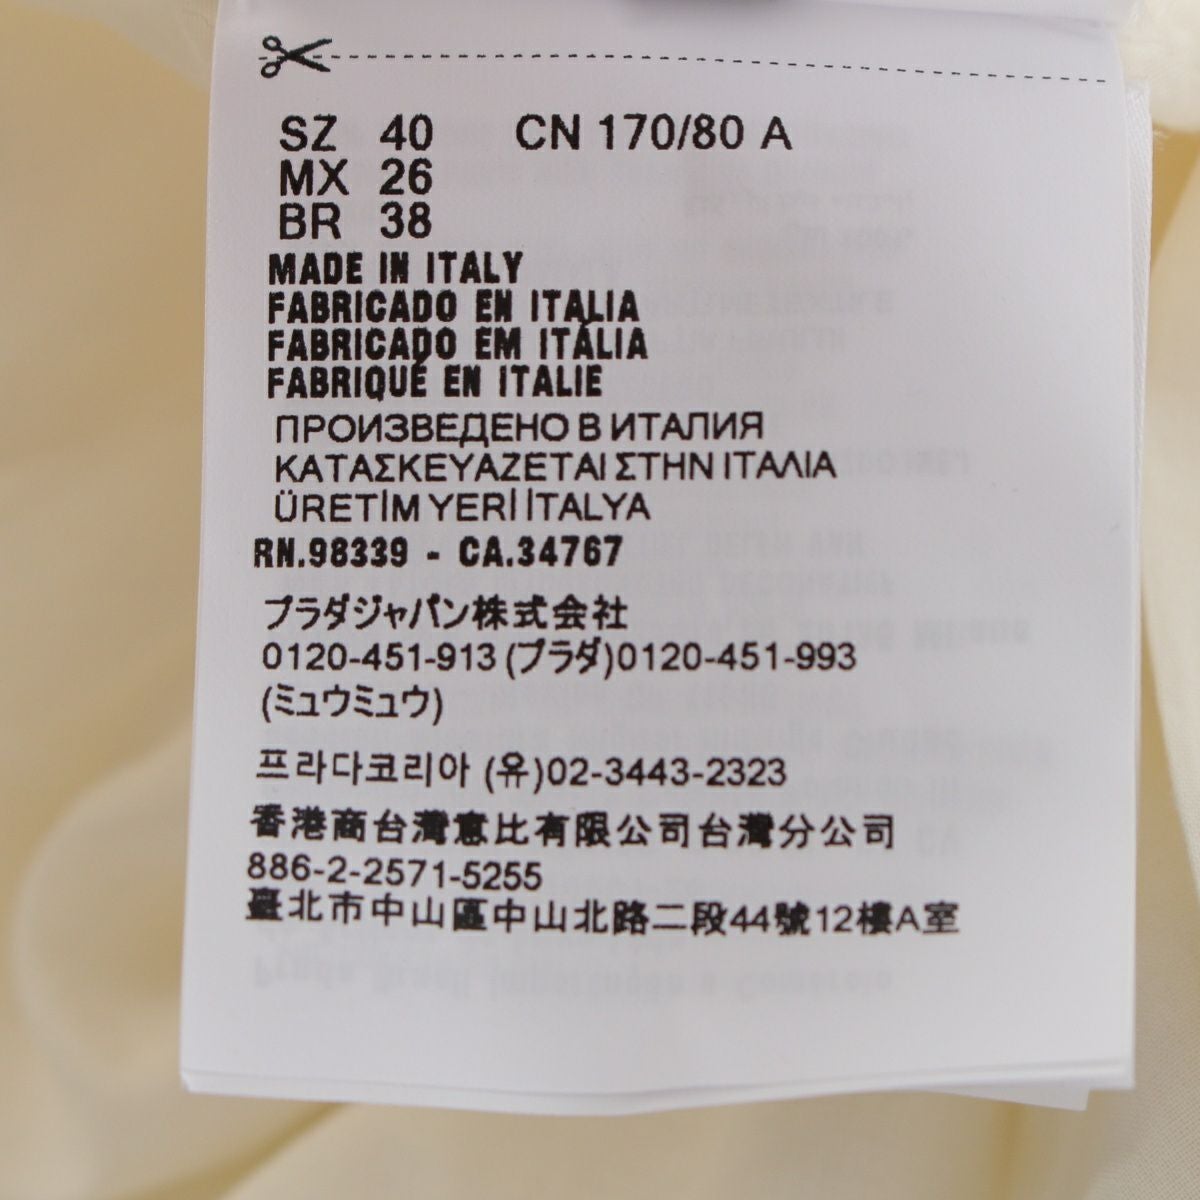 SZ 40 CN 170/80 A
MX 26
BR 38
MADE IN ITALY
FABRICADO EN ITALIA
FABRICADO EM ITÁLIA
FABRIQUÉ EN ITALIE
ПРОИЗВЕДЕНО В ИТАЛИЯ
ΚΑΤΑΣΚΕΥΑΖΕΤΑΙ ΣΤΗΝ ΙΤΑΛΙΑ
ÜRETİM YERİ İTALYA
RN.98339 - CA.34767
プラダジャパン株式会社
0120-451-913 (プラダ)0120-451-993
(ミュウミュウ)
프라다코리아 (유)02-3443-2323
香港商台灣意比有限公司台灣分公司
886-2-2571-5255
臺北市中山區中山北路二段44號12樓A室